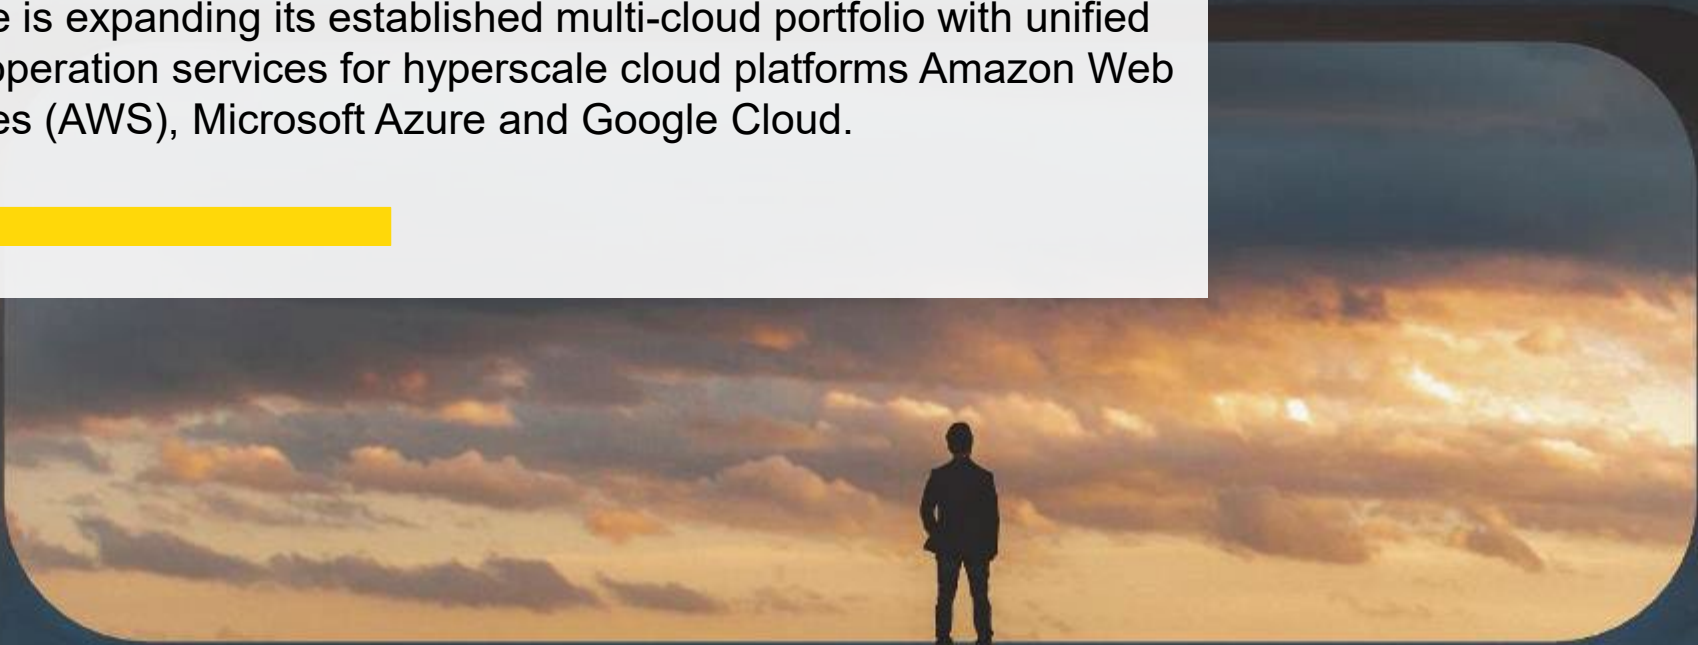 e is expanding its established multi-cloud portfolio with unified
operation services for hyperscale cloud platforms Amazon Web
es (AWS), Microsoft Azure and Google Cloud.